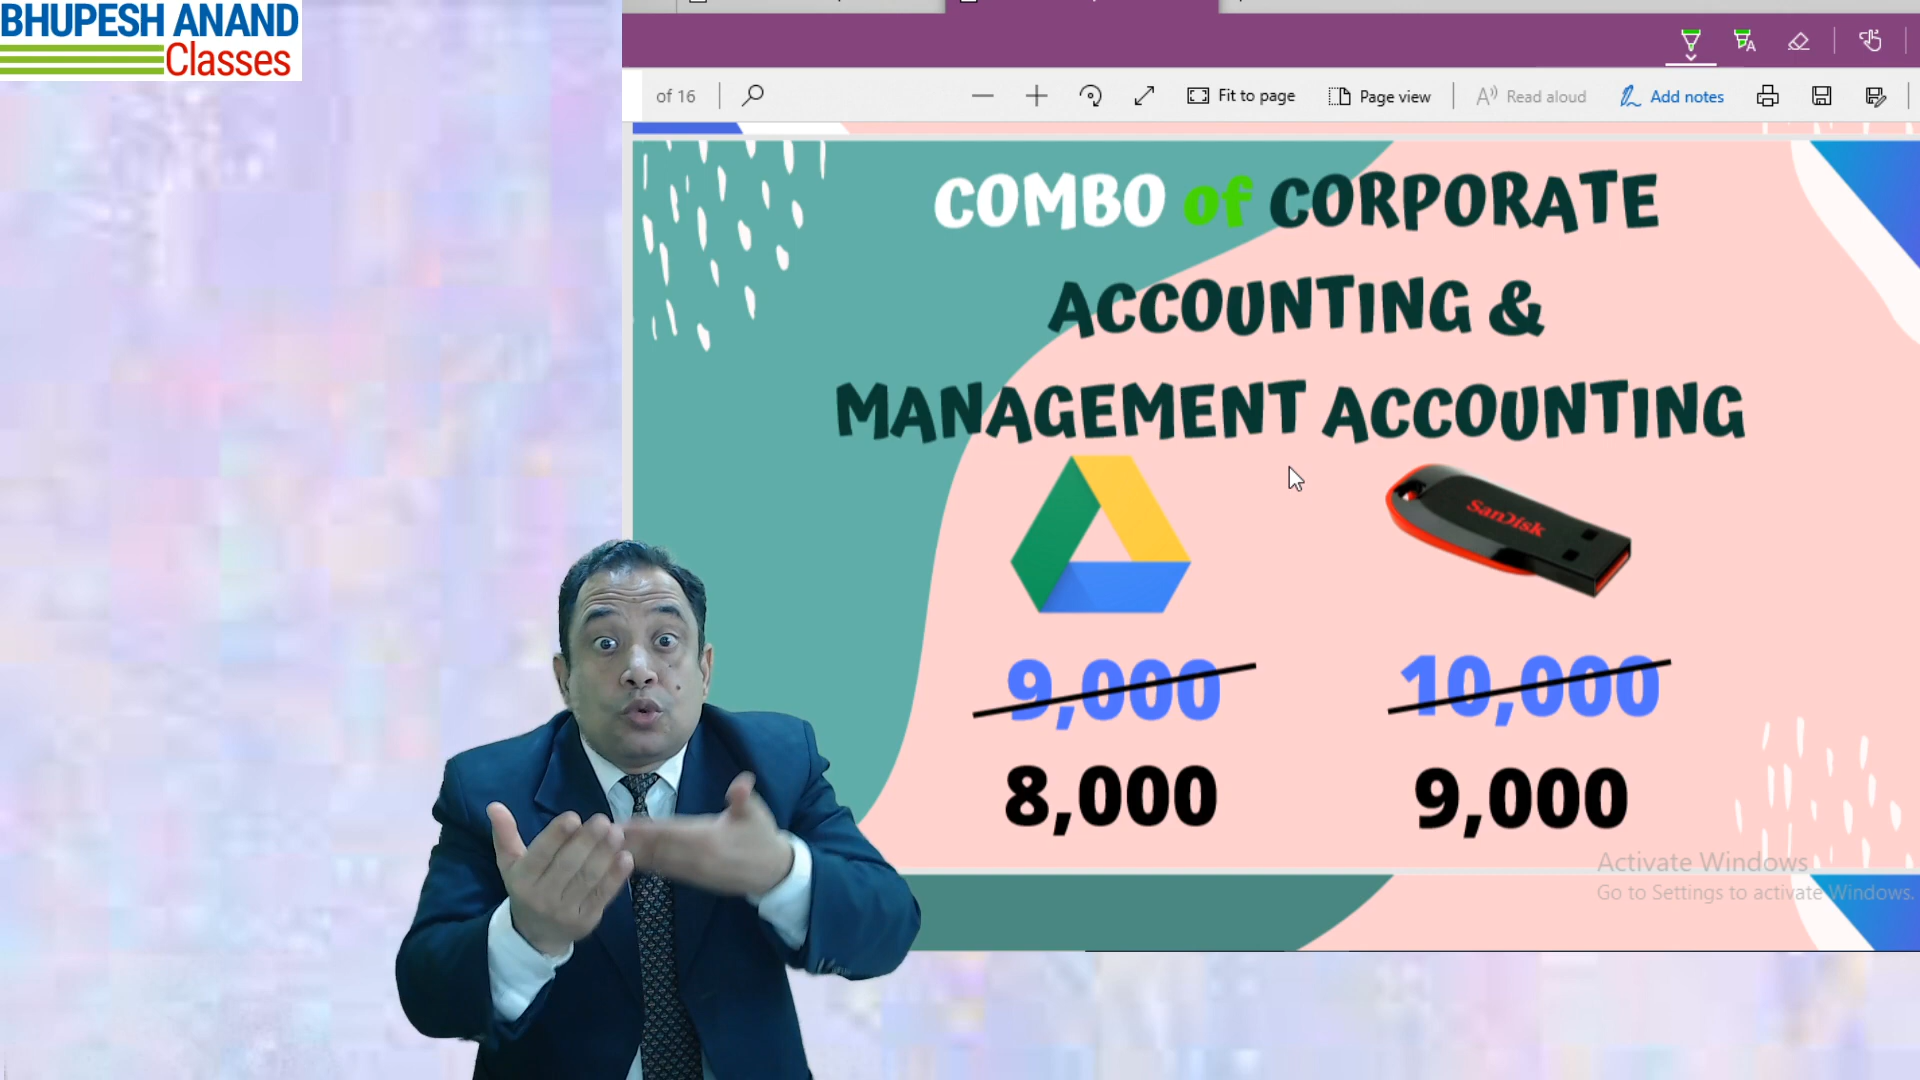 BHUPESH ANAND
Classes
of 16
Fit to page
Page view
Read aloud
Add notes
COMBO of CORPORATE
ACCOUNTING &
MANAGEMENT ACCOUNTING
SanDisk
9,000
10,000
8,000
9,000
Activate Windows
Go to Settings to activate Windows.